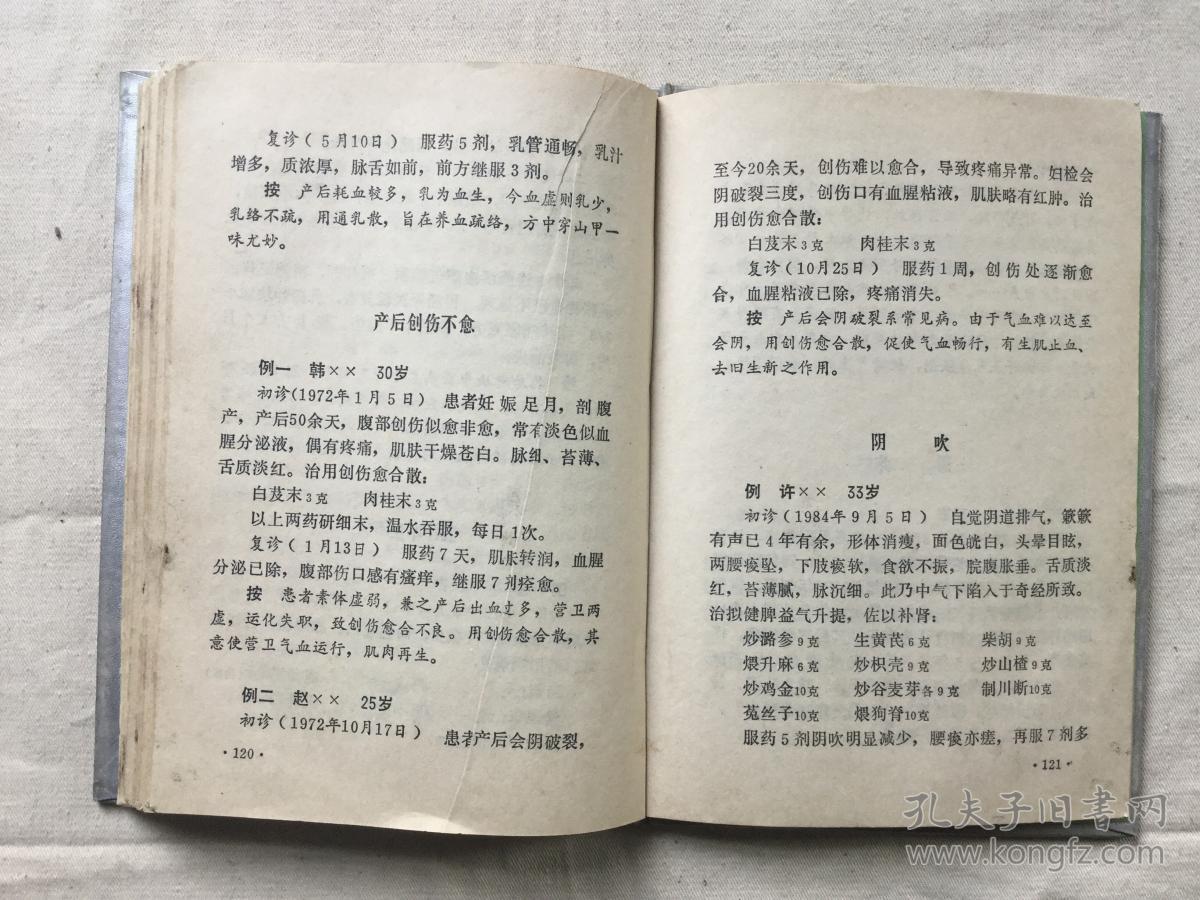 复诊（5月10日） 服药5剂，乳管通畅，乳汁
增多，质浓厚，脉舌如前，前方继服3剂。
按 产后耗血较多，乳为血生，今血虚则乳少，
乳络不疏，用通乳散，旨在养血疏络，方中穿山甲一
味尤妙。
产后创伤不愈
例一 韩×× 30岁
初诊（1972年1月5日） 患者妊娠足月，剖腹
产，产后50余天，腹部创伤似愈非愈，常有淡色似血
腥分泌液，偶有疼痛，肌肤干燥苍白。脉细、苔薄、
舌质淡红。治用创伤愈合散：
白芨末3克 肉桂末3克
以上两药研细末，温水吞服，每日1次。
复诊（1月13日） 服药7天，肌肤转润，血腥
分泌已除，腹部伤口感有瘙痒，继服7剂痊愈。
按 患者素体虚弱，兼之产后出血过多，营卫两
虚，运化失职，致创伤愈合不良。用创伤愈合散，其
意使营卫气血运行，肌肉再生。
例二 赵×× 25岁
初诊（1972年10月17日） 患者产后会阴破裂，
·120·
至今20余天，创伤难以愈合，导致疼痛异常。妇检会
阴破裂三度，创伤口有血腥粘液，肌肤略有红肿。治
用创伤愈合散：
白芨末3克 肉桂末3克
复诊（10月25日） 服药1周，创伤处逐渐愈
合，血腥粘液已除，疼痛消失。
按 产后会阴破裂系常见病。由于气血难以达至
会阴，用创伤愈合散，促使气血畅行，有生肌止血、
去旧生新之作用。
阴 吹
例 许×× 33岁
初诊（1984年9月5日） 自觉阴道排气，簌簌
有声已4年有余，形体消瘦，面色㿠白，头晕目眩，
两腰痠坠，下肢痠软，食欲不振，脘腹胀垂。舌质淡
红，苔薄腻，脉沉细。此乃中气下陷入于奇经所致。
治拟健脾益气升提，佐以补肾：
炒潞参9克 生黄芪6克 柴胡9克
煨升麻6克 炒枳壳9克 炒山楂9克
炒鸡金10克 炒谷麦芽各9克 制川断10克
菟丝子10克 煨狗脊10克
服药5剂阴吹明显减少，腰痠亦瘥，再服7剂多
·121·
孔夫子旧书网
www.kongfz.com